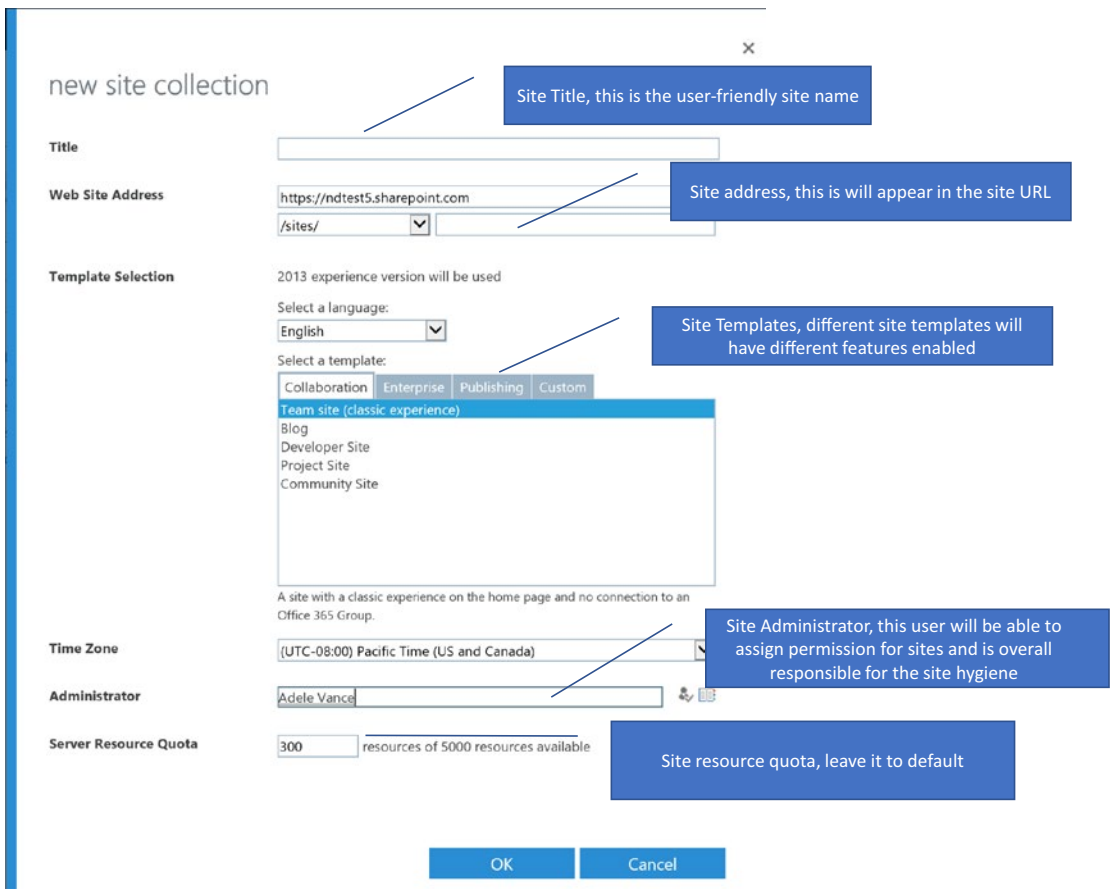 new site collection
Site Title, this is the user-friendly site name
Title
Web Site Address
https://ndtest5.sharepoint.com
Site address, this is will appear in the site URL
/sites/
Template Selection
2013 experience version will be used
Select a language:
English
Site Templates, different site templates will
have different features enabled
Select a template:
Collaboration Enterprise Publishing Custom
Team site (classic experience)
Blog
Developer Site
Project Site
Community Site
A site with a classic experience on the home page and no connection to an
Office 365 Group.
Site Administrator, this user will be able to
assign permission for sites and is overall
responsible for the site hygiene
Time Zone
(UTC-08:00) Pacific Time (US and Canada)
Administrator
Adele Vance
Server Resource Quota
300 resources of 5000 resources available
Site resource quota, leave it to default
OK Cancel